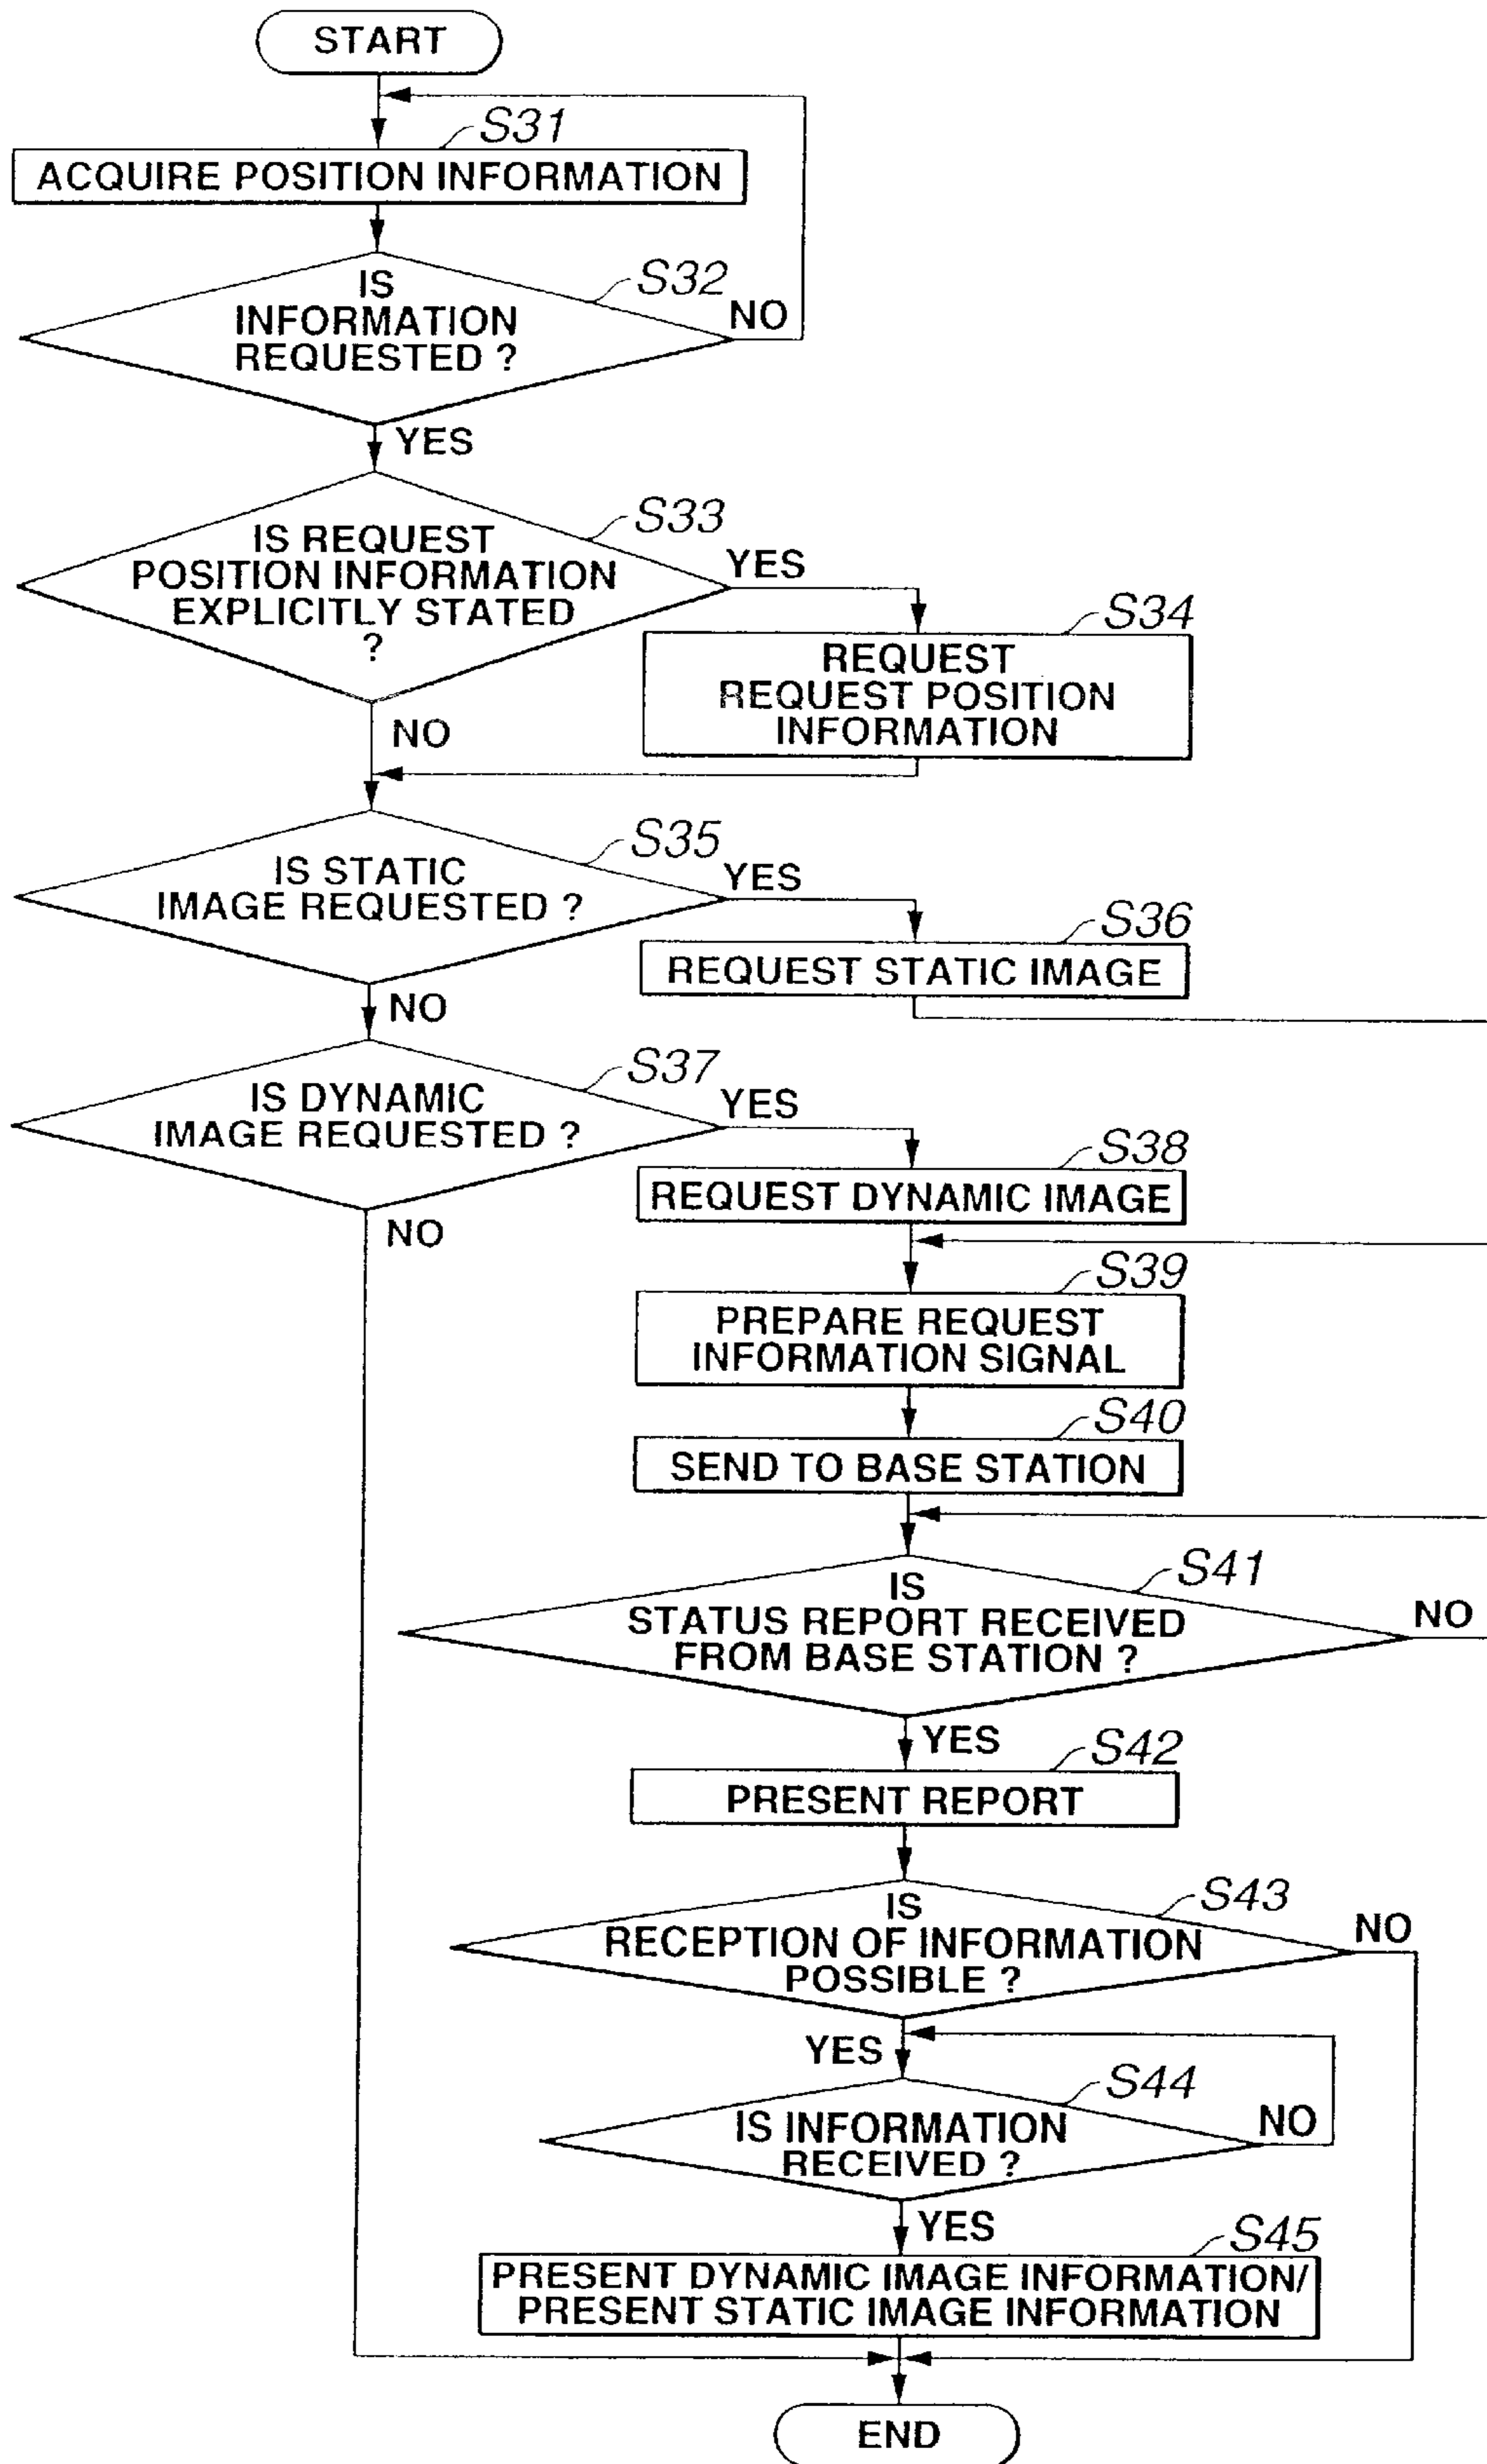 START
S31
ACQUIRE POSITION INFORMATION
S32
IS
INFORMATION
REQUESTED ?
NO
YES
S33
IS REQUEST
POSITION INFORMATION
EXPLICITLY STATED
?
YES
S34
REQUEST
REQUEST POSITION
INFORMATION
NO
S35
IS STATIC
IMAGE REQUESTED ?
YES
S36
REQUEST STATIC IMAGE
NO
S37
IS DYNAMIC
IMAGE REQUESTED ?
YES
S38
REQUEST DYNAMIC IMAGE
NO
S39
PREPARE REQUEST
INFORMATION SIGNAL
S40
SEND TO BASE STATION
S41
IS
STATUS REPORT RECEIVED
FROM BASE STATION ?
NO
YES
S42
PRESENT REPORT
S43
IS
RECEPTION OF INFORMATION
POSSIBLE ?
NO
YES
S44
IS INFORMATION
RECEIVED ?
NO
YES
S45
PRESENT DYNAMIC IMAGE INFORMATION/
PRESENT STATIC IMAGE INFORMATION
END